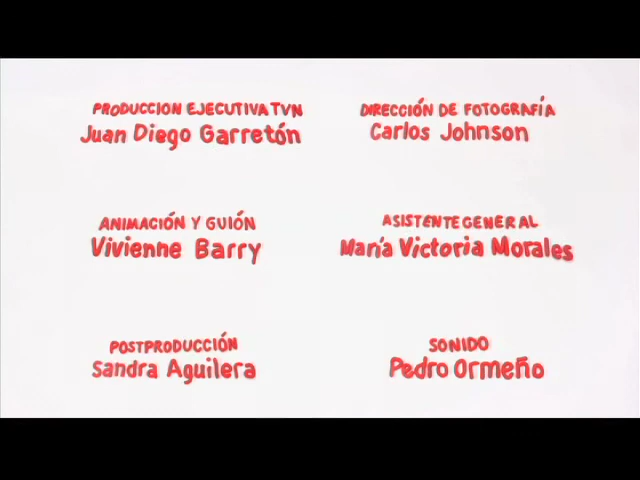 PRODUCCION EJECUTIVA TVN
Juan Diego Garretón
DIRECCIÓN DE FOTOGRAFÍA
Carlos Johnson
ANIMACIÓN Y GUIÓN
Vivienne Barry
ASISTENTE GENERAL
María Victoria Morales
POSTPRODUCCIÓN
Sandra Aguilera
SONIDO
Pedro Ormeño